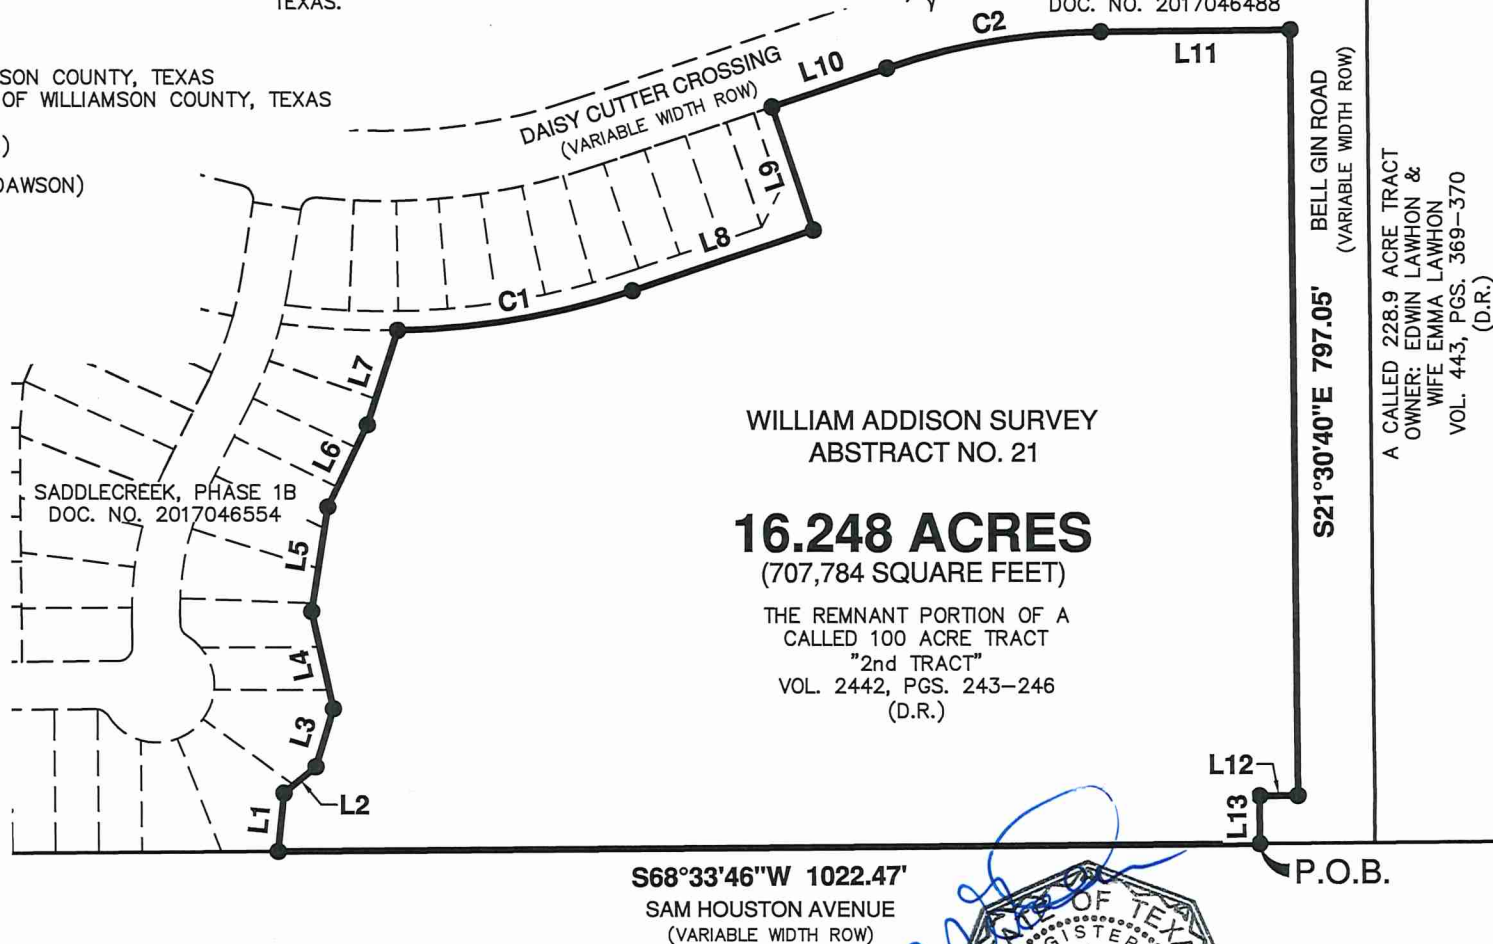 TEXAS.
DOC. NO. 2017046488
SON COUNTY, TEXAS
OF WILLIAMSON COUNTY, TEXAS
)
DAWSON)
DAISY CUTTER CROSSING
(VARIABLE WIDTH ROW)
L10
C2
L11
L9
L8
C1
L7
L6
L5
L4
L3
L2
L1
SADDLECREEK, PHASE 1B
DOC. NO. 2017046554
WILLIAM ADDISON SURVEY
ABSTRACT NO. 21
16.248 ACRES
(707,784 SQUARE FEET)
THE REMNANT PORTION OF A
CALLED 100 ACRE TRACT
"2nd TRACT"
VOL. 2442, PGS. 243-246
(D.R.)
BELL GIN ROAD
(VARIABLE WIDTH ROW)
S21°30'40"E 797.05'
A CALLED 228.9 ACRE TRACT
OWNER: EDWIN LAWHON &
WIFE EMMA LAWHON
VOL. 443, PGS. 369-370
(D.R.)
L12
L13
P.O.B.
S68°33'46"W 1022.47'
SAM HOUSTON AVENUE
(VARIABLE WIDTH ROW)
OF TEXA
GISTER